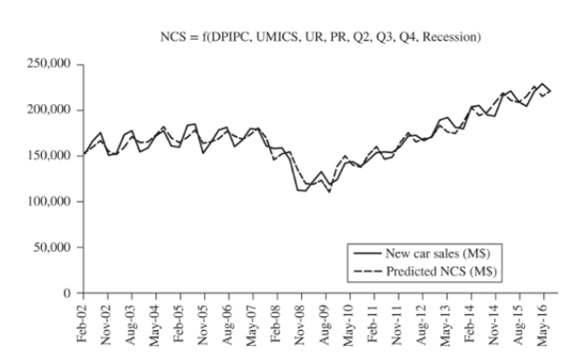 NCS = f(DPIPC, UMICS, UR, PR, Q2, Q3, Q4, Recession)
250,000
200,000
150,000
100,000
50,000
0
New car sales (M$)
Predicted NCS (M$)
Feb-02
Nov-02
Aug-03
May-04
Feb-05
Nov-05
Aug-06
May-07
Feb-08
Nov-08
Aug-09
May-10
Feb-11
Nov-11
Aug-12
May-13
Feb-14
Nov-14
Aug-15
May-16